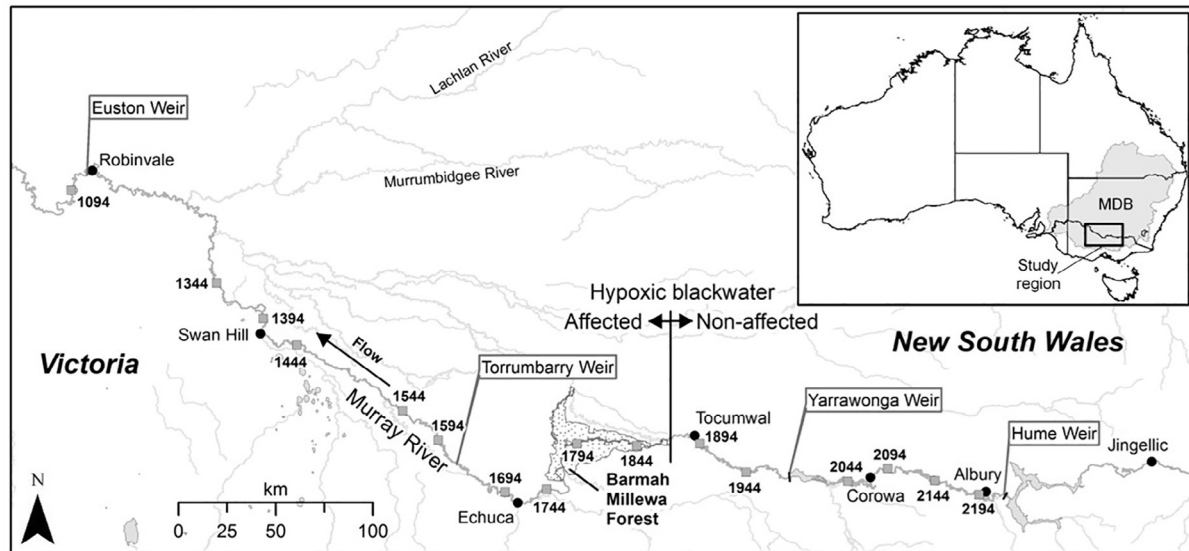 Lachlan River
Euston Weir
Robinvale
1094
Murrumbidgee River
MDB
Study
region
1344
Hypoxic blackwater
Affected
Non-affected
1394
Swan Hill
1444
Victoria
Flow
New South Wales
Torrumbarry Weir
1544
Murray River
1594
Tocumwal
1894
Yarrawonga Weir
Hume Weir
Jingellic
1794
1844
Barmah
Millewa
Forest
1944
2044
Corowa
2094
2144
Albury
2194
1694
Echuca
1744
N
km
0 25 50 100